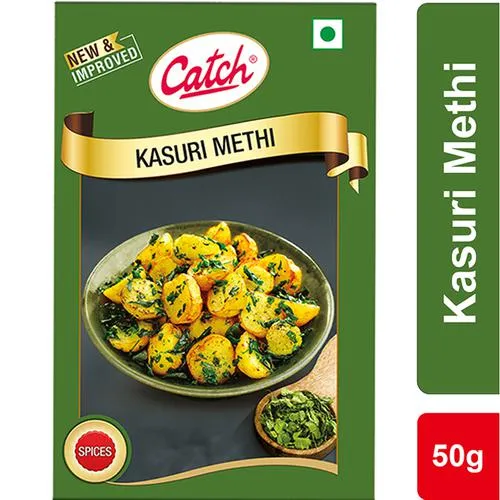 NEW &
IMPROVED
Catch®
KASURI METHI
SPICES
Kasuri Methi
50g